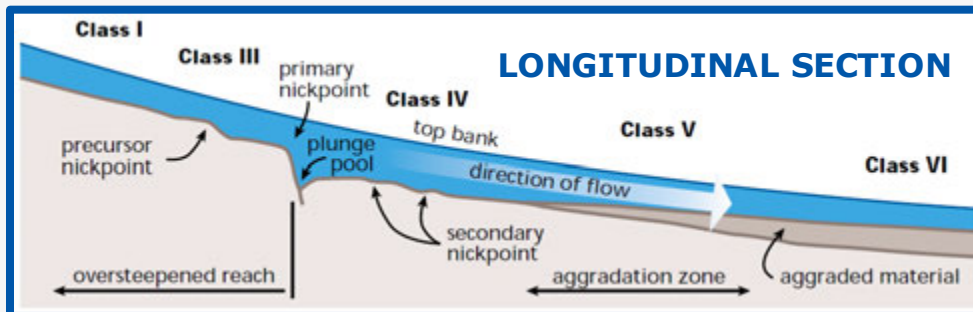 Class I
Class III
LONGITUDINAL SECTION
primary
nickpoint
Class IV
top bank
Class V
precursor
nickpoint
plunge
pool
direction of flow
Class VI
secondary
nickpoint
oversteepened reach
aggradation zone
aggraded material